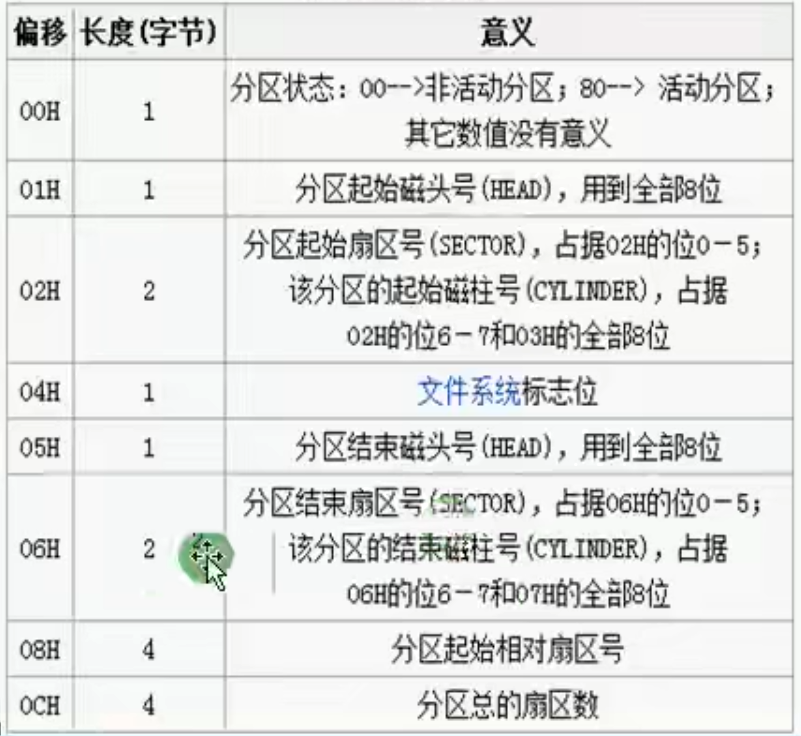 偏移 长度(字节) 意义
分区状态：00-->非活动分区；80--> 活动分区；
00H 1
其它数值没有意义
01H 1 分区起始磁头号(HEAD)，用到全部8位
分区起始扇区号(SECTOR)，占据02H的位0－5；
02H 2 该分区的起始磁柱号(CYLINDER)，占据
02H的位6－7和03H的全部8位
04H 1 文件系统标志位
05H 1 分区结束磁头号(HEAD)，用到全部8位
分区结束扇区号(SECTOR)，占据06H的位0－5；
06H 2 该分区的结束磁柱号(CYLINDER)，占据
06H的位6－7和07H的全部8位
08H 4 分区起始相对扇区号
0CH 4 分区总的扇区数